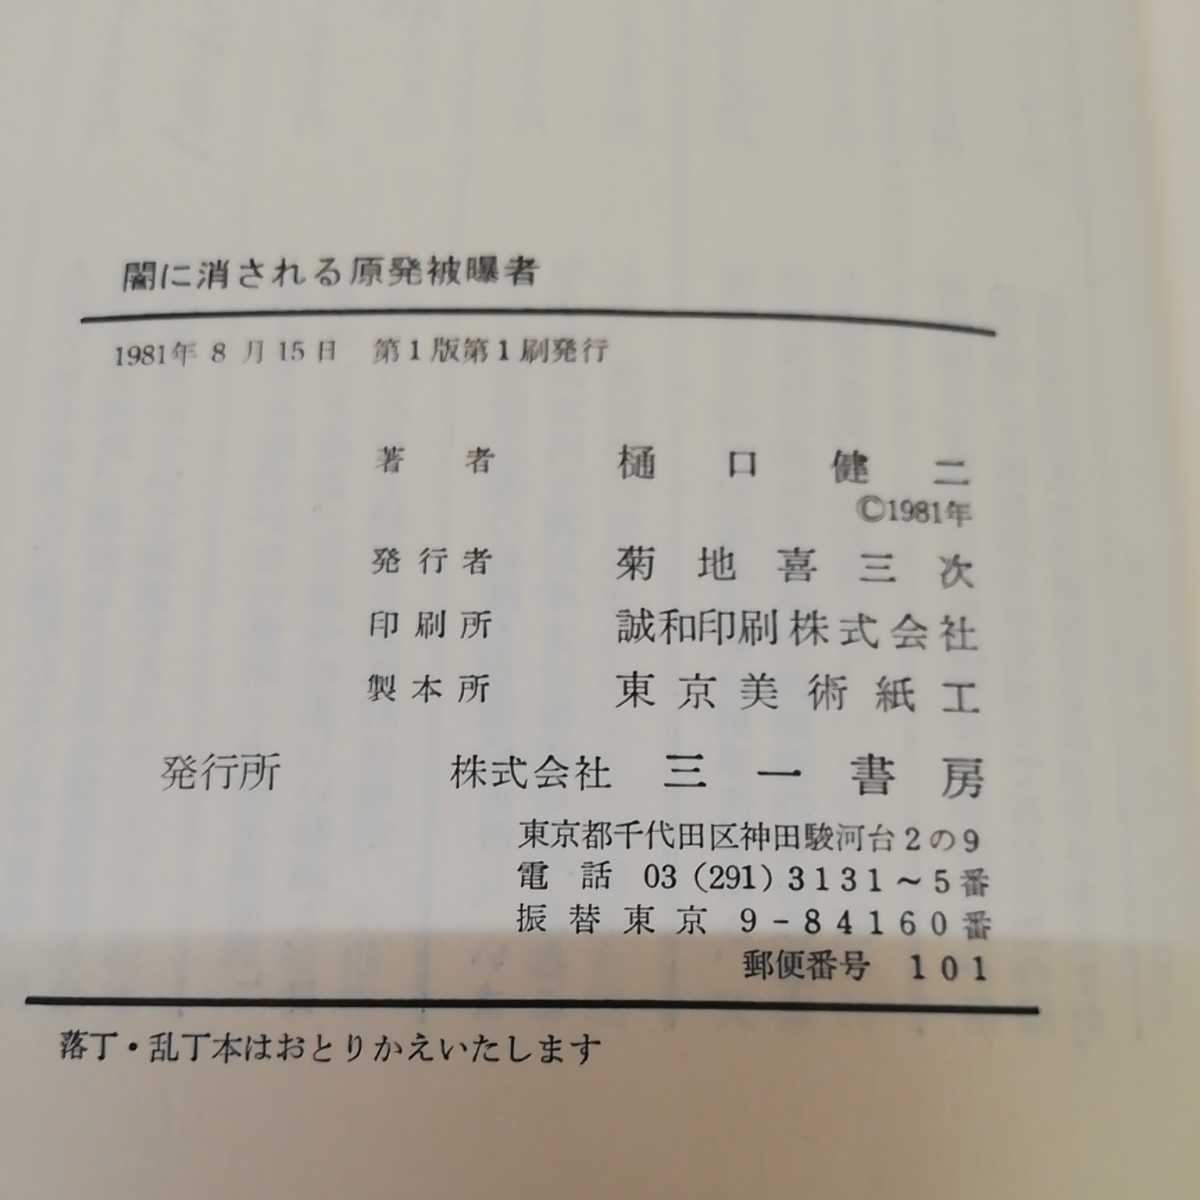 闇に消される原発被曝者
1981年8月15日　第1版第1刷発行
著者　樋口健二
©1981年
発行者　菊地喜三次
印刷所　誠和印刷株式会社
製本所　東京美術紙工
発行所　株式会社　三一書房
東京都千代田区神田駿河台2の9
電話　03(291)3131~5番
振替東京　9-84160番
郵便番号　101
落丁・乱丁本はおとりかえいたします